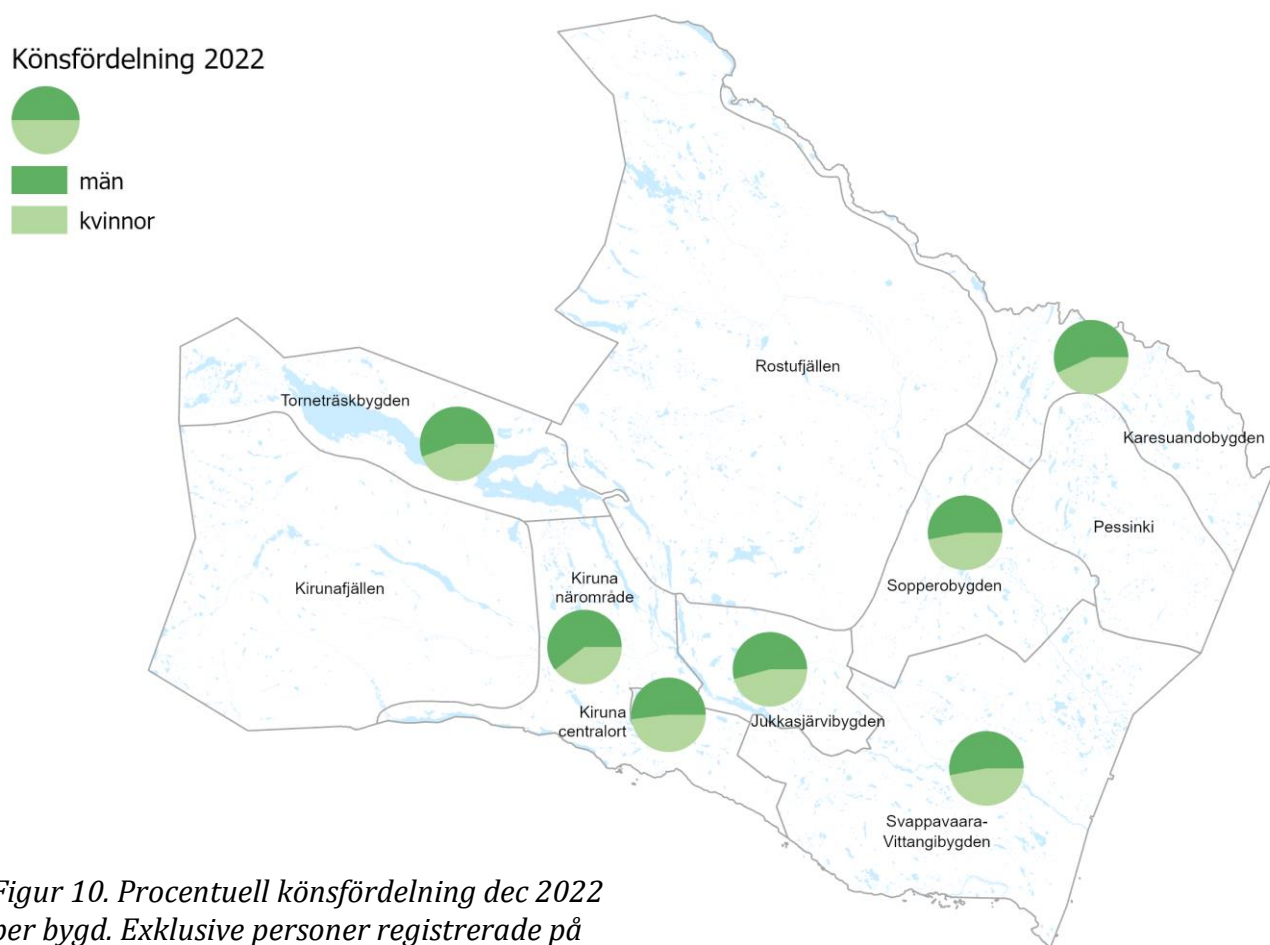 Könsfördelning 2022
män
kvinnor
Rostufjällen
Torneträskbygden
Karesuandobygden
Pessinki
Kirunafjällen
Kiruna
närområde
Sopperobygden
Kiruna
centralort
Jukkasjärvibygden
Svappavaara-
Vittangibygden
Figur 10. Procentuell könsfördelning dec 2022
per bygd. Exklusive personer registrerade på